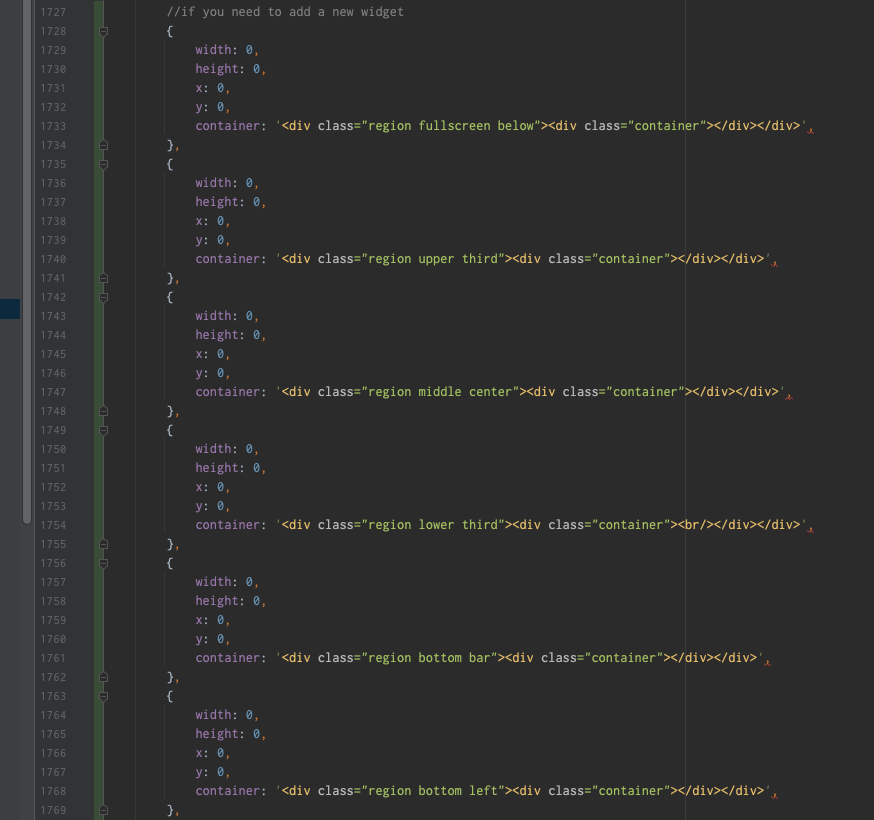 1727 //if you need to add a new widget
1728 {
1729 width: 0,
1730 height: 0,
1731 x: 0,
1732 y: 0,
1733 container: '<div class="region fullscreen below"><div class="container"></div></div>',
1734 },
1735 {
1736 width: 0,
1737 height: 0,
1738 x: 0,
1739 y: 0,
1740 container: '<div class="region upper third"><div class="container"></div></div>',
1741 },
1742 {
1743 width: 0,
1744 height: 0,
1745 x: 0,
1746 y: 0,
1747 container: '<div class="region middle center"><div class="container"></div></div>',
1748 },
1749 {
1750 width: 0,
1751 height: 0,
1752 x: 0,
1753 y: 0,
1754 container: '<div class="region lower third"><div class="container"><br/></div></div>',
1755 },
1756 {
1757 width: 0,
1758 height: 0,
1759 x: 0,
1760 y: 0,
1761 container: '<div class="region bottom bar"><div class="container"></div></div>',
1762 },
1763 {
1764 width: 0,
1765 height: 0,
1766 x: 0,
1767 y: 0,
1768 container: '<div class="region bottom left"><div class="container"></div></div>',
1769 },